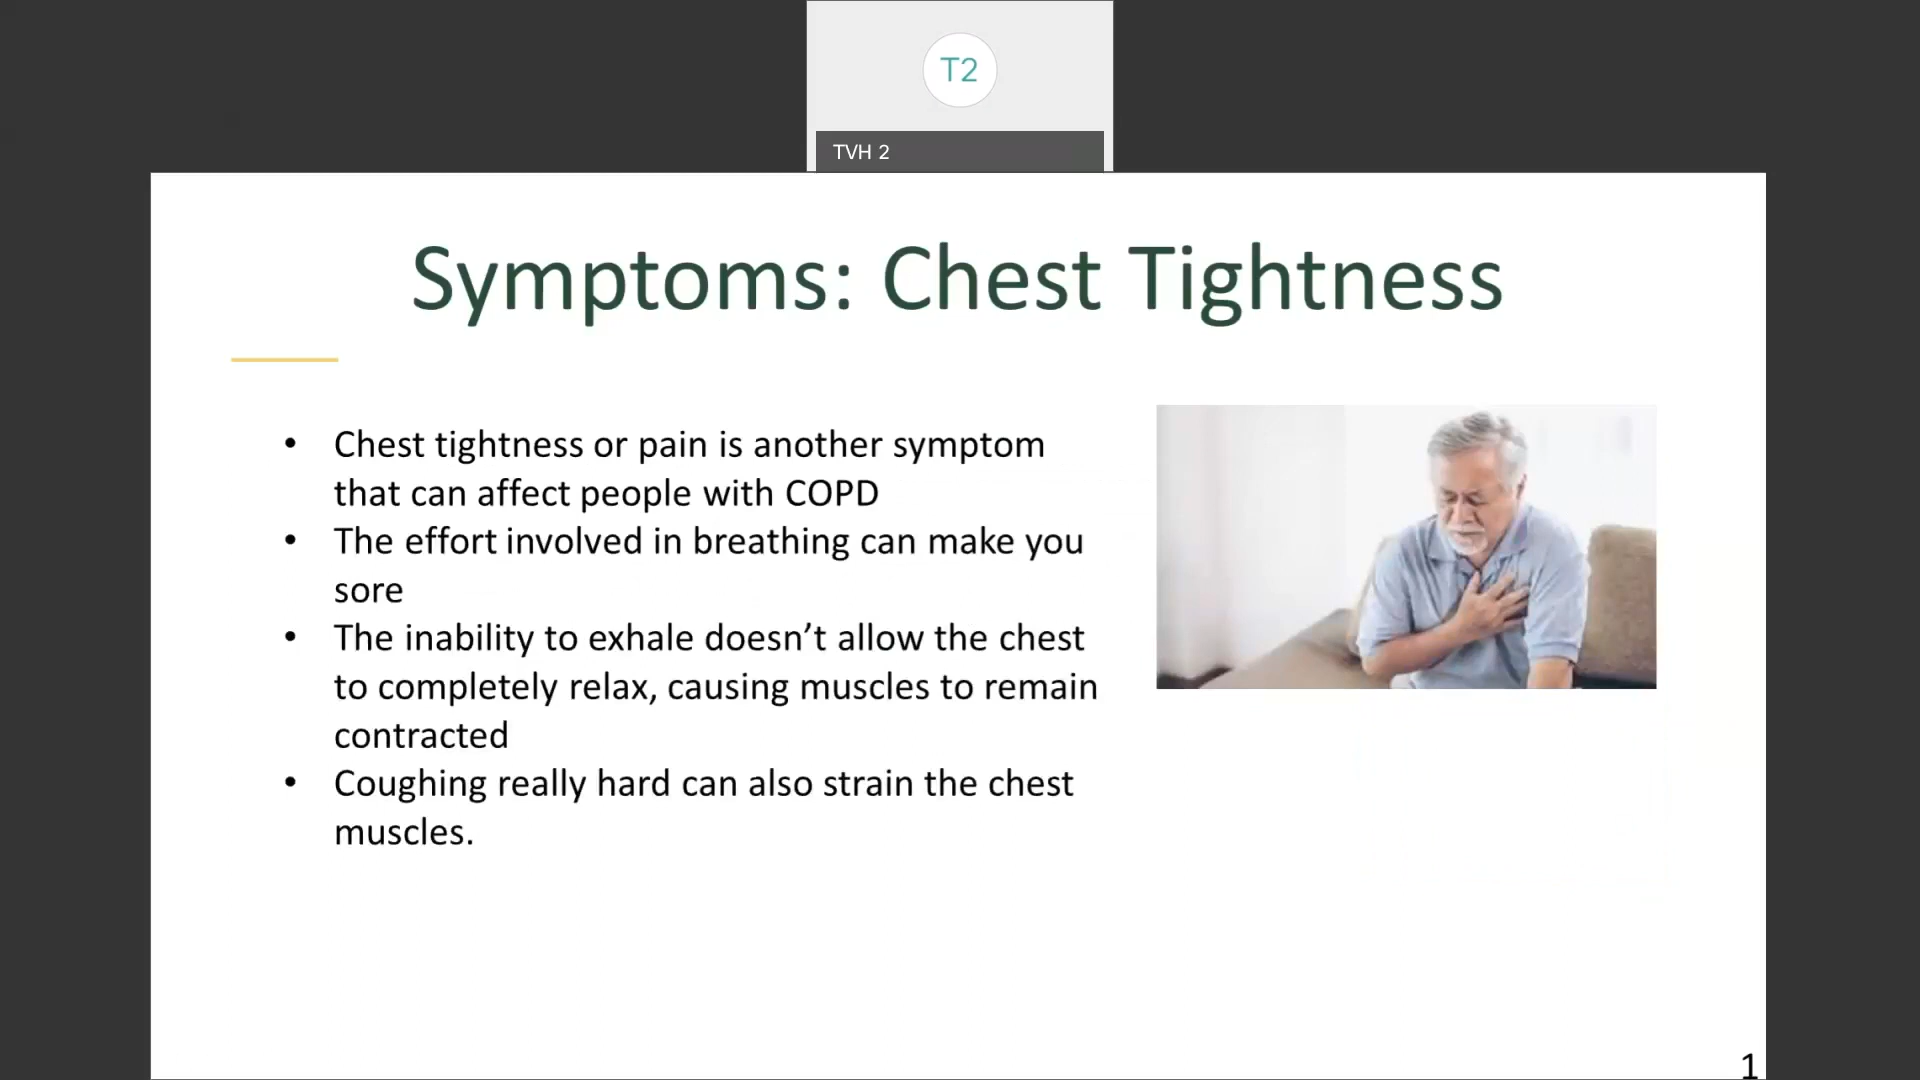 T2
TVH 2
Symptoms: Chest Tightness
• Chest tightness or pain is another symptom
that can affect people with COPD
• The effort involved in breathing can make you
sore
• The inability to exhale doesn’t allow the chest
to completely relax, causing muscles to remain
contracted
• Coughing really hard can also strain the chest
muscles.
1